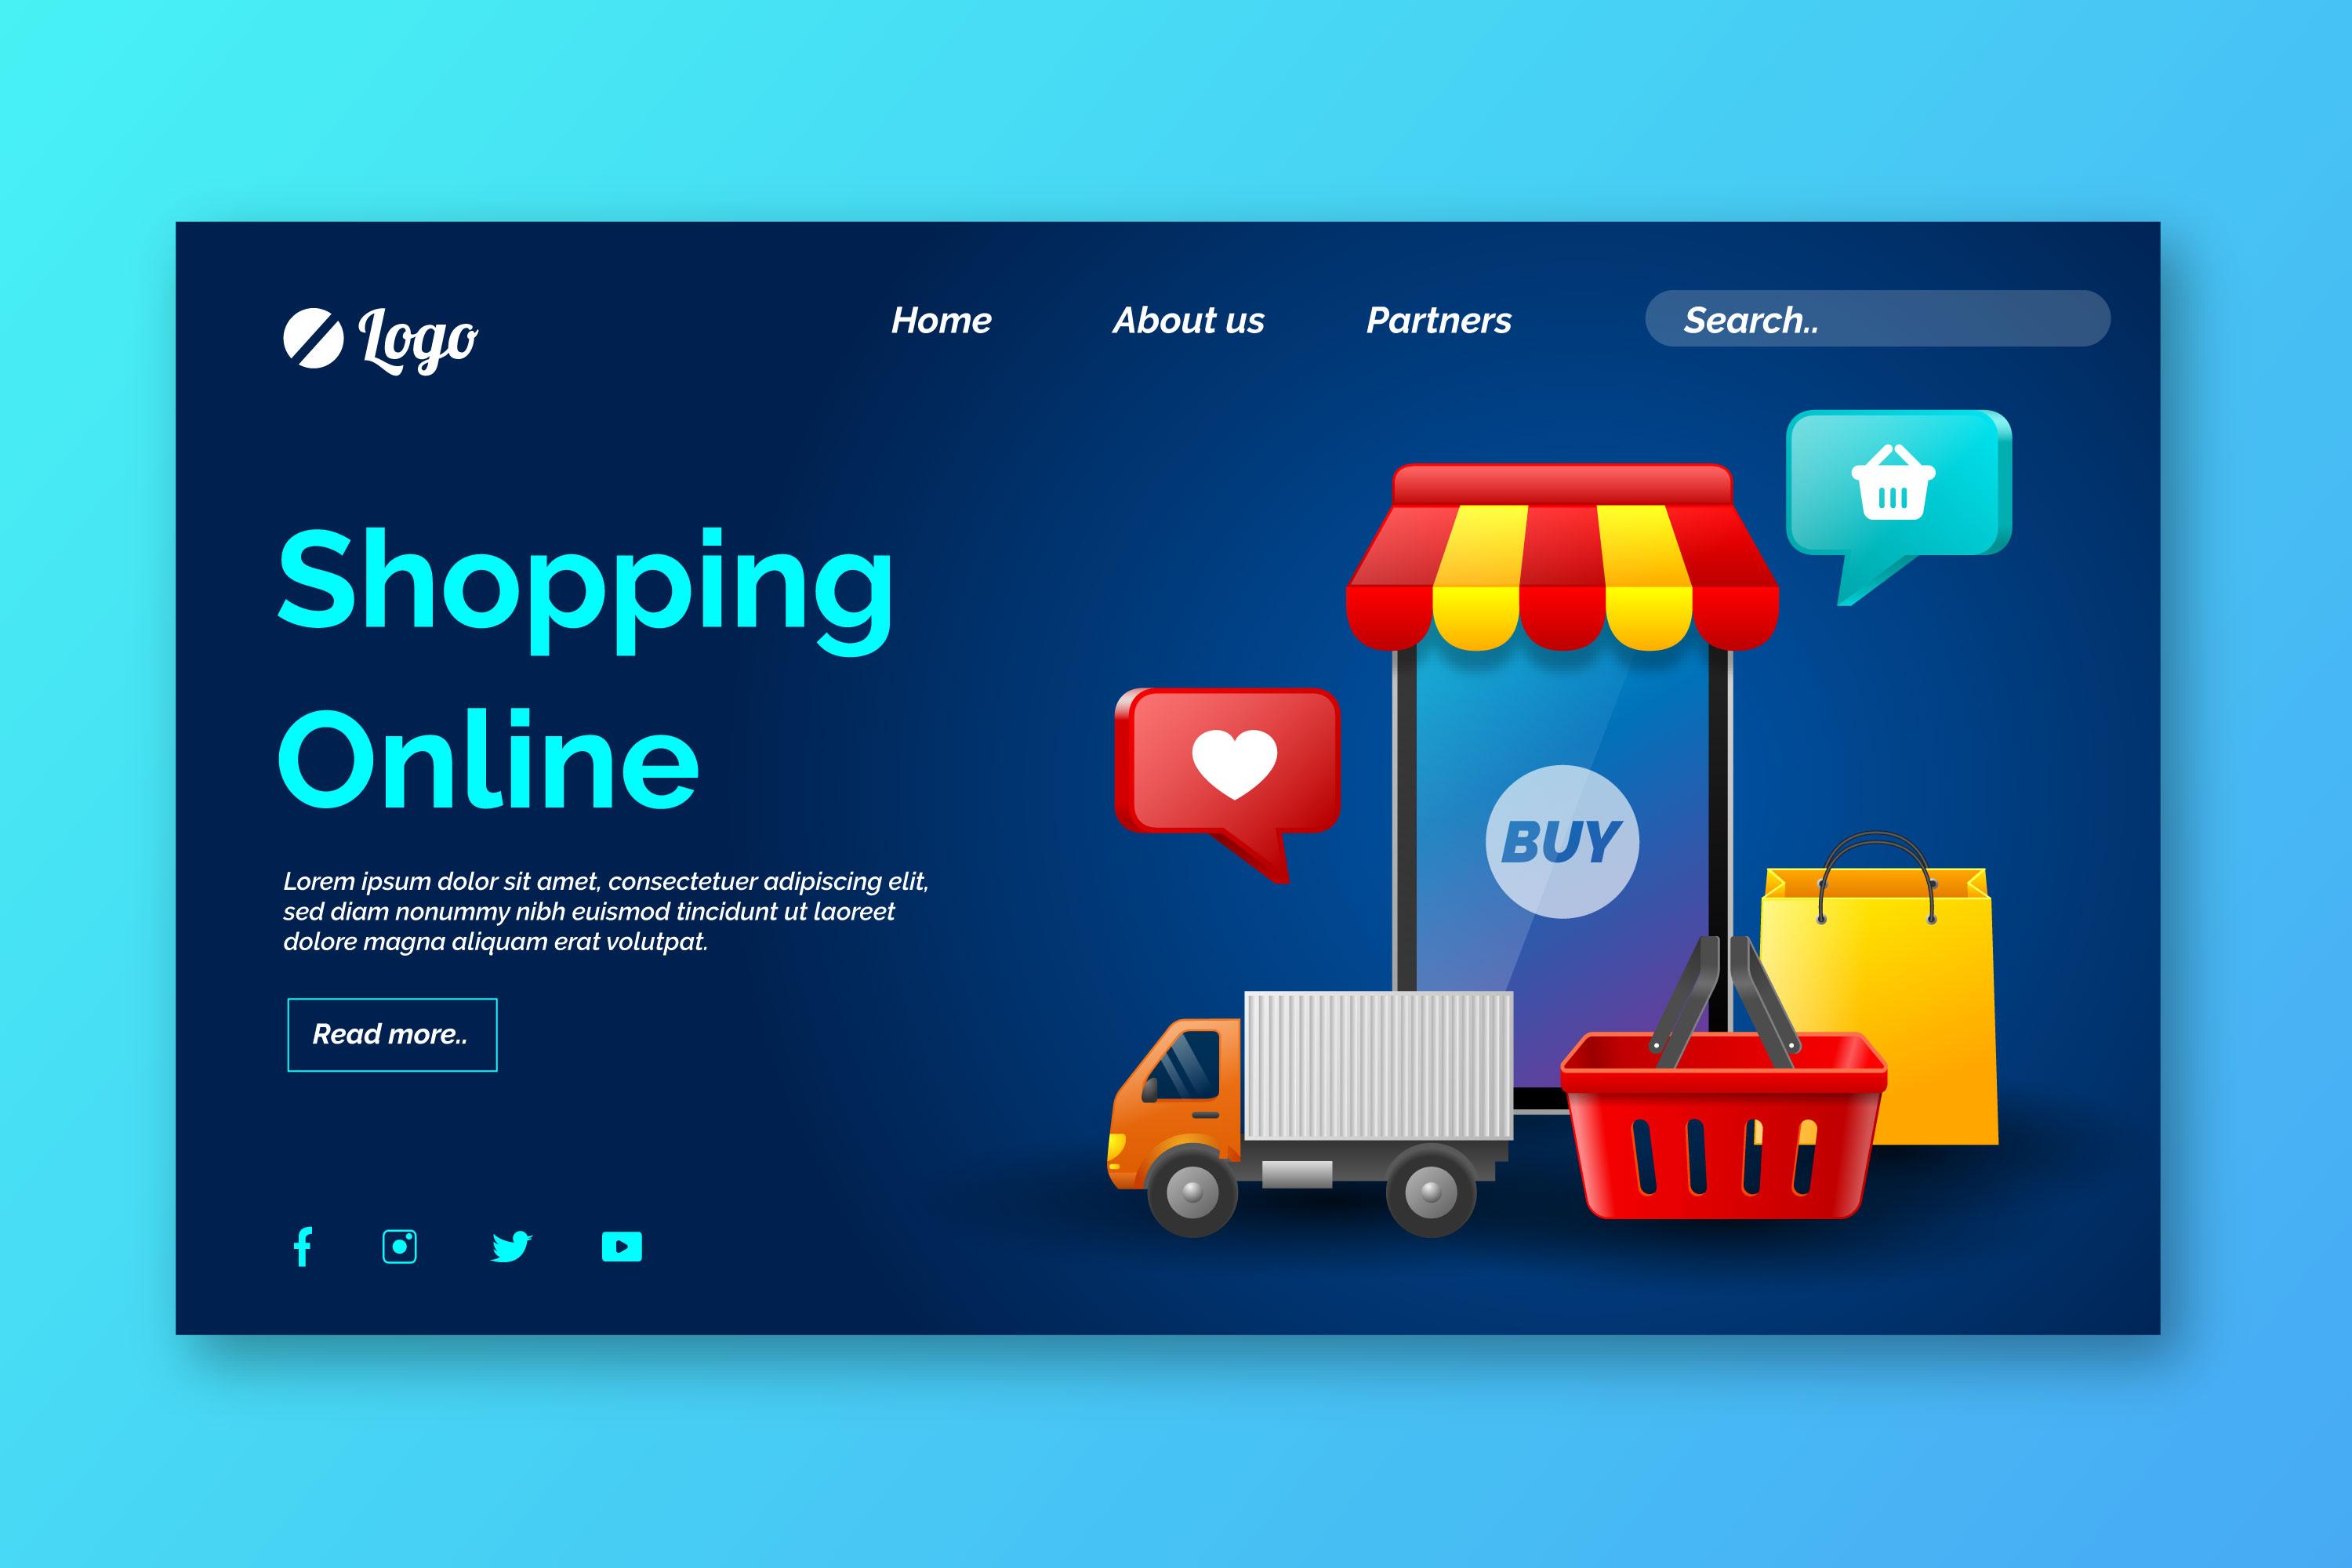 Logo
Home
About us
Partners
Search..
Shopping
Online
Lorem ipsum dolor sit amet, consectetuer adipiscing elit,
sed diam nonummy nibh euismod tincidunt ut laoreet
dolore magna aliquam erat volutpat.
Read more..
BUY